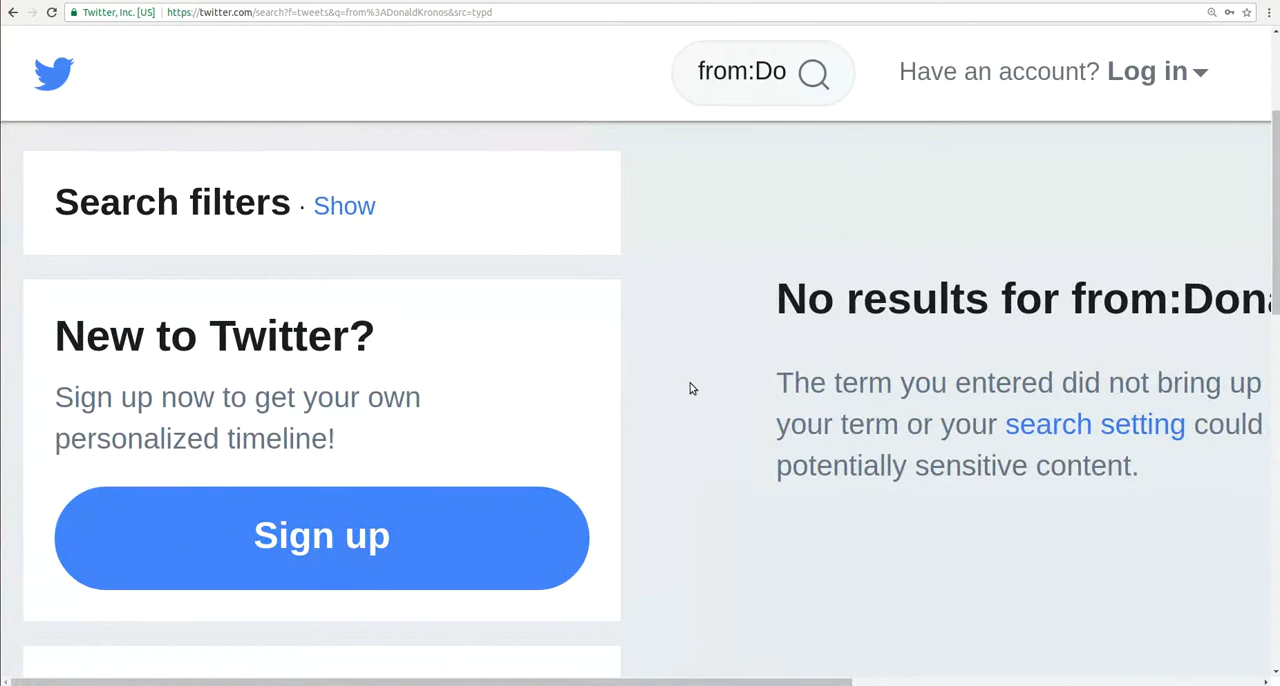 Twitter, Inc. [US] https://twitter.com/search?f=tweets&q=from%3ADonaldKronos&src=typd
from:Do
Have an account? Log in
Search filters · Show
New to Twitter?
Sign up now to get your own
personalized timeline!
Sign up
No results for from:Dona
The term you entered did not bring up
your term or your search setting could
potentially sensitive content.